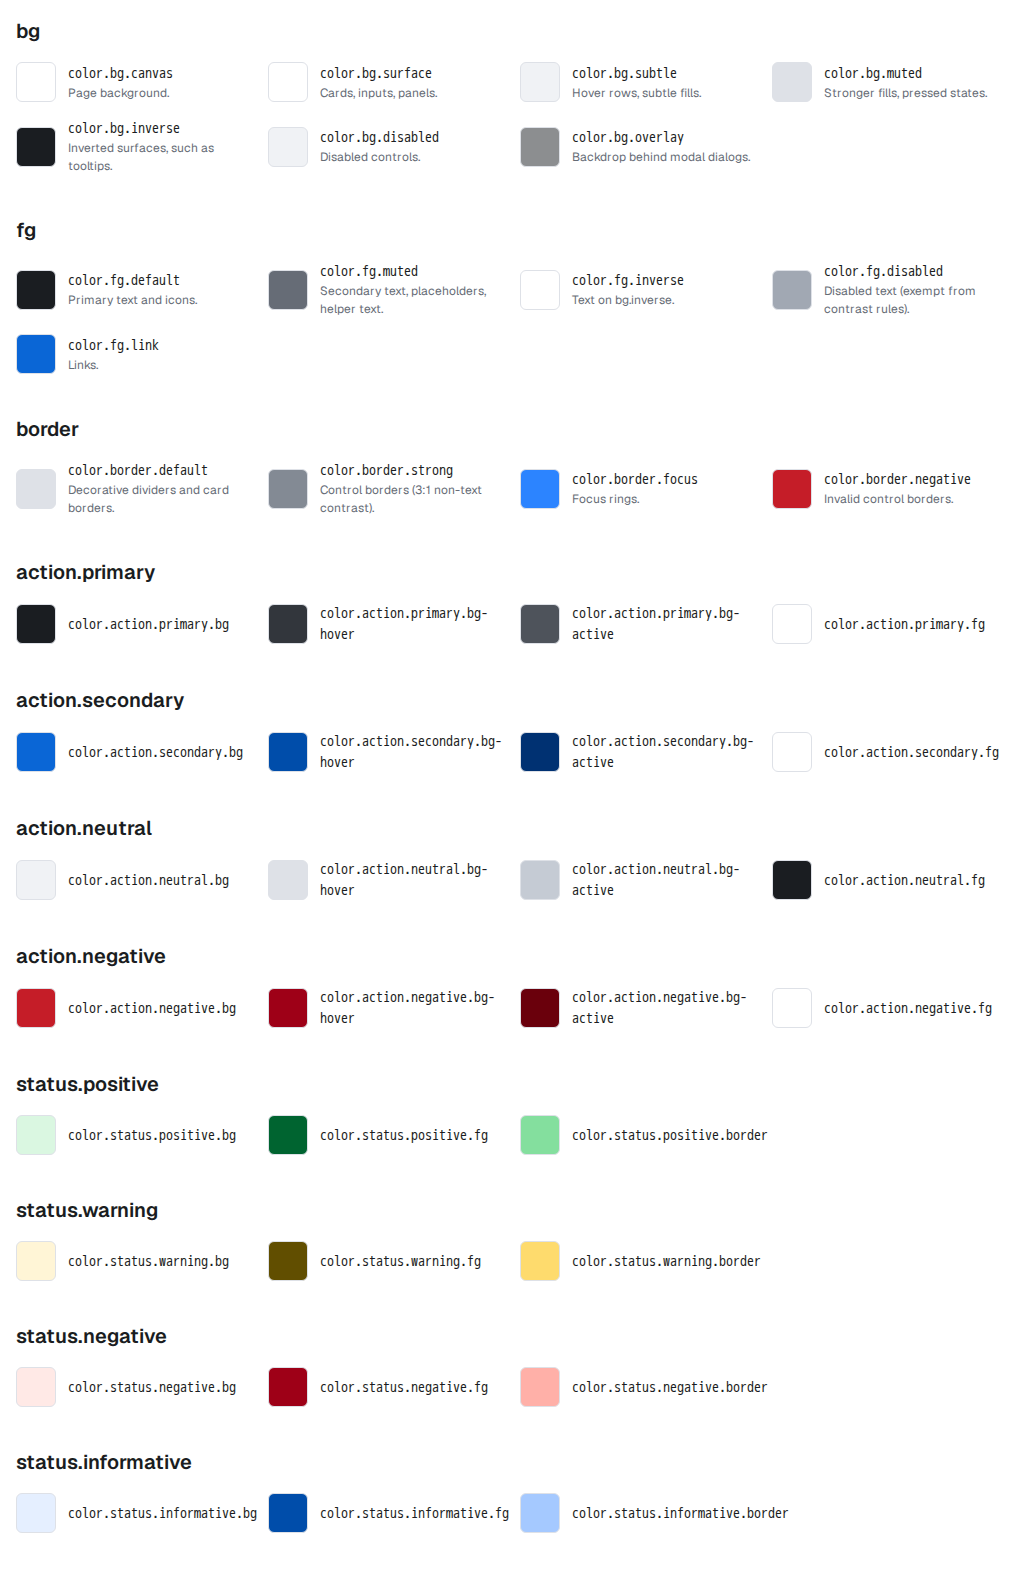 bg
color.bg.canvas
Page background.
color.bg.surface
Cards, inputs, panels.
color.bg.subtle
Hover rows, subtle fills.
color.bg.muted
Stronger fills, pressed states.
color.bg.inverse
Inverted surfaces, such as
tooltips.
color.bg.disabled
Disabled controls.
color.bg.overlay
Backdrop behind modal dialogs.
fg
color.fg.default
Primary text and icons.
color.fg.muted
Secondary text, placeholders,
helper text.
color.fg.inverse
Text on bg.inverse.
color.fg.disabled
Disabled text (exempt from
contrast rules).
color.fg.link
Links.
border
color.border.default
Decorative dividers and card
borders.
color.border.strong
Control borders (3:1 non-text
contrast).
color.border.focus
Focus rings.
color.border.negative
Invalid control borders.
action.primary
color.action.primary.bg
color.action.primary.bg-
hover
color.action.primary.bg-
active
color.action.primary.fg
action.secondary
color.action.secondary.bg
color.action.secondary.bg-
hover
color.action.secondary.bg-
active
color.action.secondary.fg
action.neutral
color.action.neutral.bg
color.action.neutral.bg-
hover
color.action.neutral.bg-
active
color.action.neutral.fg
action.negative
color.action.negative.bg
color.action.negative.bg-
hover
color.action.negative.bg-
active
color.action.negative.fg
status.positive
color.status.positive.bg
color.status.positive.fg
color.status.positive.border
status.warning
color.status.warning.bg
color.status.warning.fg
color.status.warning.border
status.negative
color.status.negative.bg
color.status.negative.fg
color.status.negative.border
status.informative
color.status.informative.bg
color.status.informative.fg
color.status.informative.border